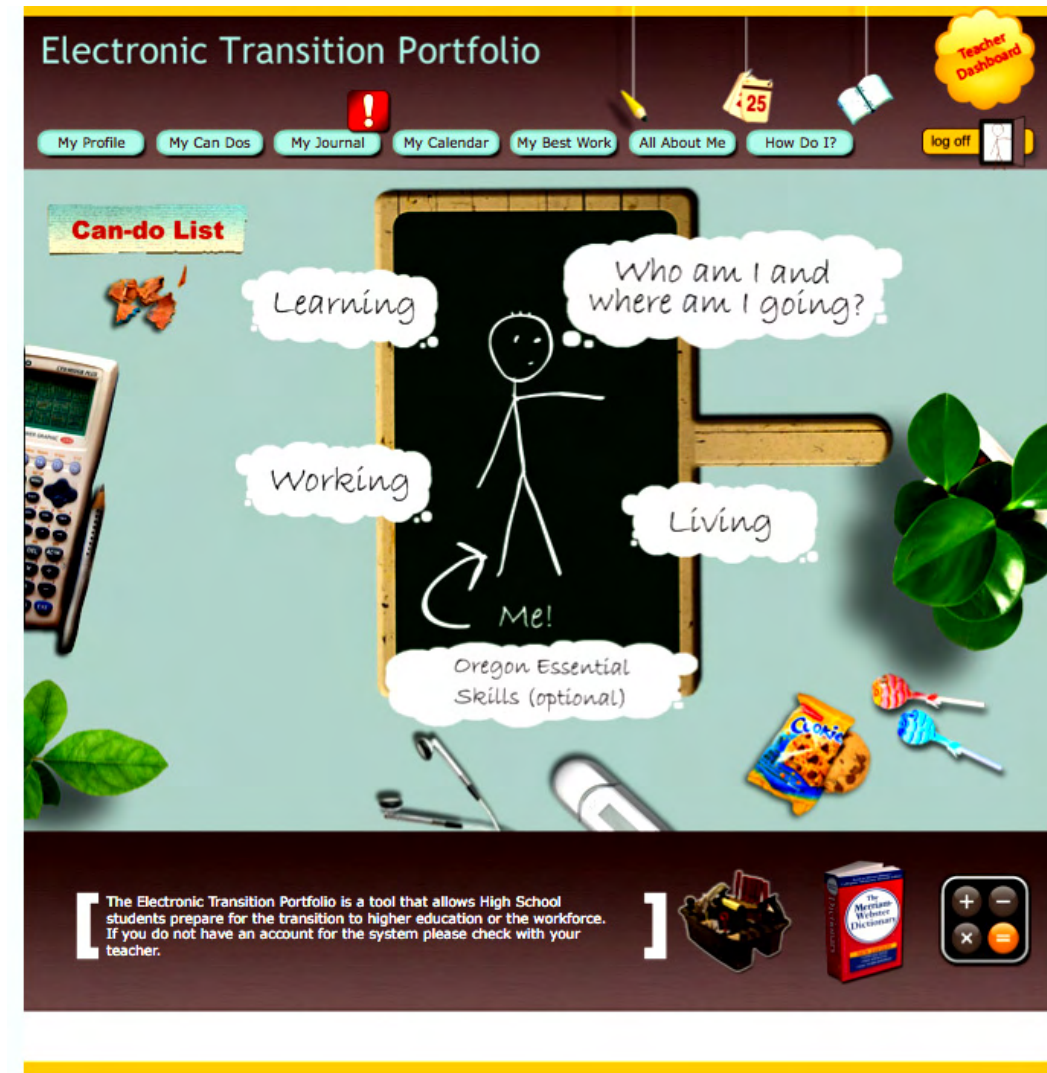 Electronic Transition Portfolio
Teacher
Dashboard
25
!
My Profile
My Can Dos
My Journal
My Calendar
My Best Work
All About Me
How Do I?
log off
Can-do List
Learning
Who am I and
where am I going?
Working
Living
Me!
Oregon Essential
Skills (optional)
Cookie
The Electronic Transition Portfolio is a tool that allows High School
students prepare for the transition to higher education or the workforce.
If you do not have an account for the system please check with your
teacher.
The
Merriam-
Webster
Dictionary
+ −
× =